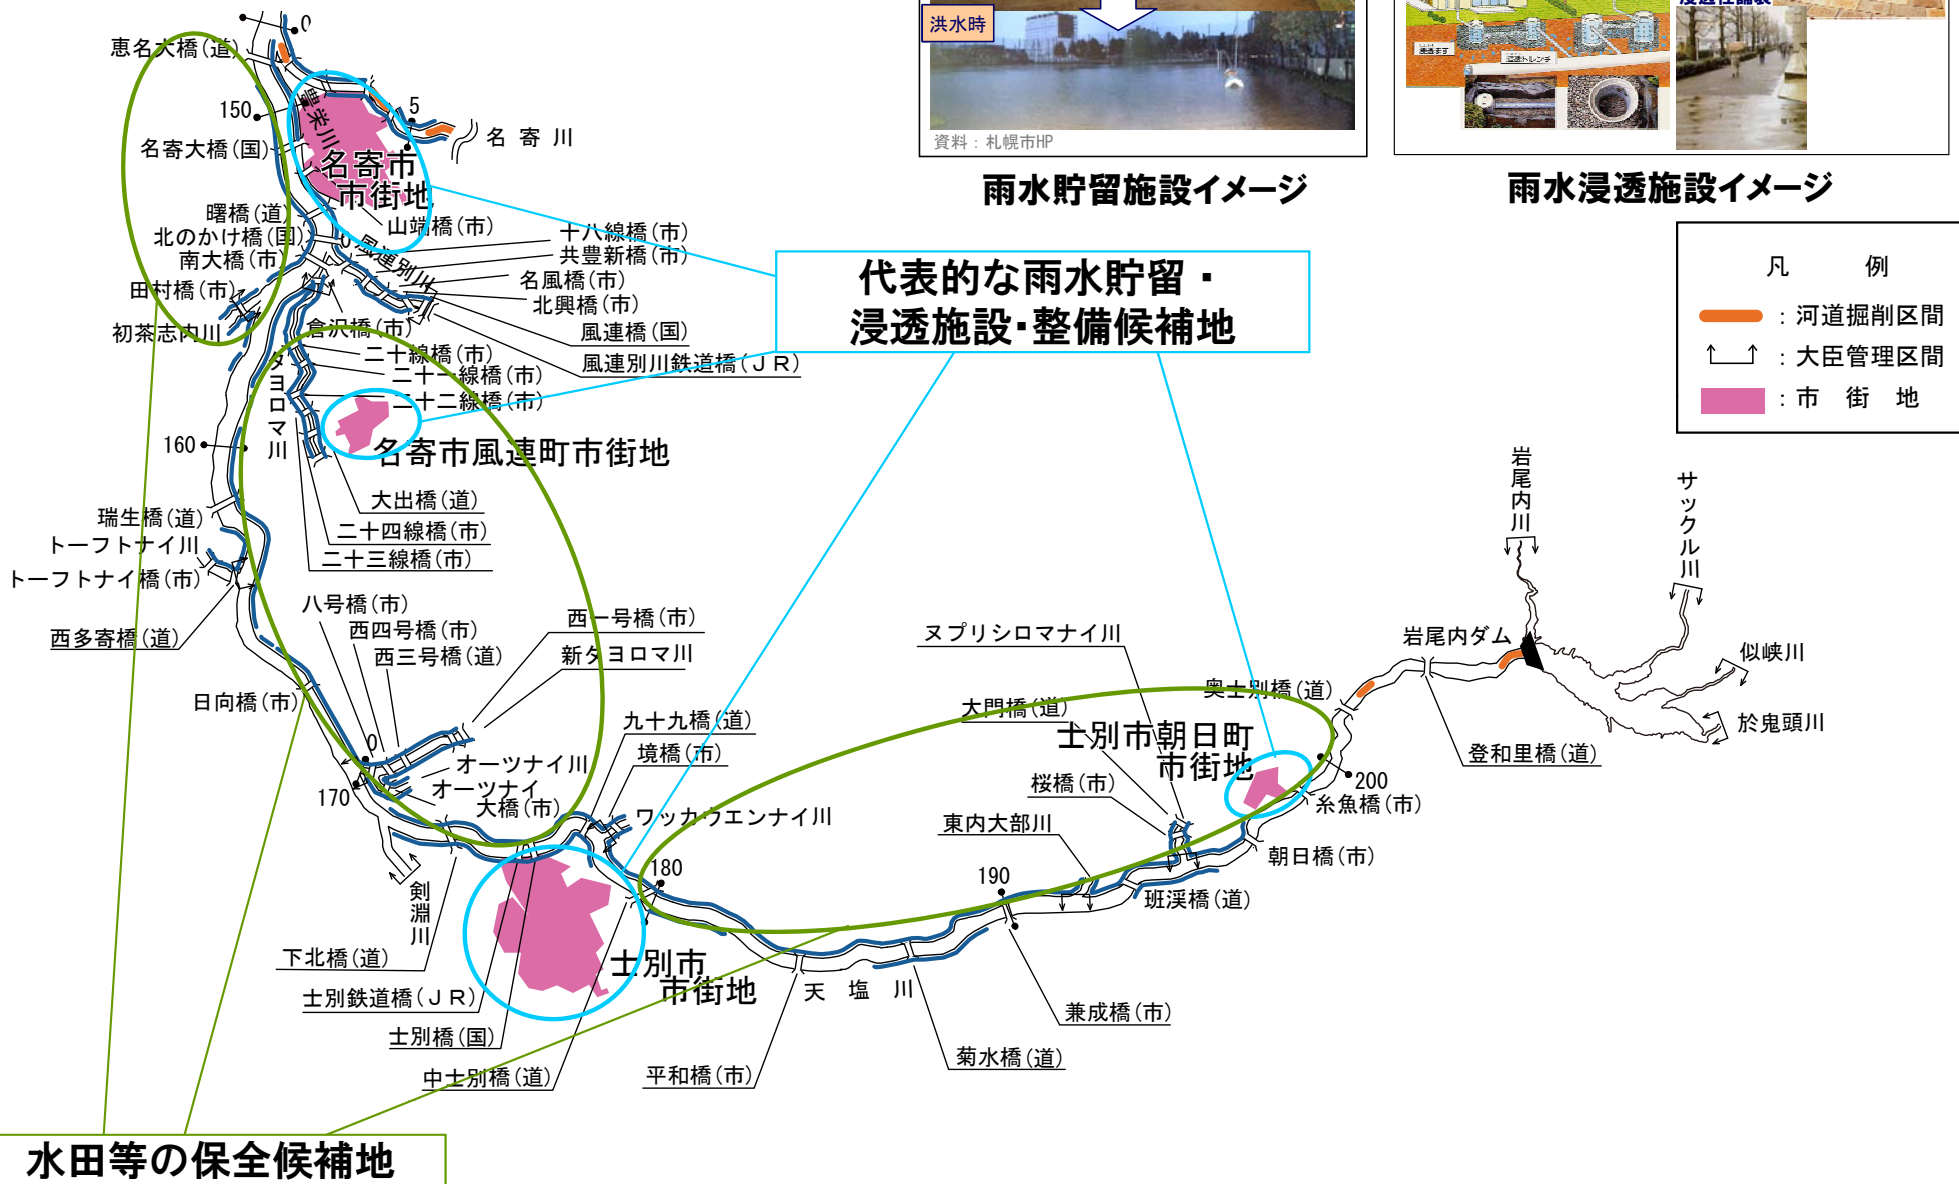 洪水時
資料：札幌市HP
雨水貯留施設イメージ
浸透ます
浸透トレンチ
雨水浸透施設イメージ
凡　例
：河道掘削区間
：大臣管理区間
：市　街　地
代表的な雨水貯留・
浸透施設・整備候補地
0
恵名大橋(道)
150
5
豊栄川
名 寄 川
名寄大橋(国)
名寄市
市街地
曙橋(道)
山端橋(市)
北のかけ橋(国)
0
風連別川
十八線橋(市)
共豊新橋(市)
南大橋(市)
名風橋(市)
田村橋(市)
北興橋(市)
初茶志内川
倉沢橋(市)
風連橋(国)
二十線橋(市)
風連別川鉄道橋(ＪＲ)
タヨロマ川
二十一線橋(市)
二十二線橋(市)
160
名寄市風連町市街地
大出橋(道)
瑞生橋(道)
二十四線橋(市)
トーフトナイ川
二十三線橋(市)
トーフトナイ橋(市)
八号橋(市)
西一号橋(市)
西多寄橋(道)
西四号橋(市)
西三号橋(道)
新タヨロマ川
日向橋(市)
0
九十九橋(道)
境橋(市)
オーツナイ川
170
オーツナイ
大橋(市)
ワッカウエンナイ川
剣淵川
180
下北橋(道)
士別市
市街地
士別鉄道橋(ＪＲ)
士別橋(国)
中士別橋(道)
平和橋(市)
天 塩 川
菊水橋(道)
兼成橋(市)
190
班渓橋(道)
東内大部川
桜橋(市)
朝日橋(市)
糸魚橋(市)
200
士別市朝日町
市街地
大門橋(道)
ヌプリシロマナイ川
奥士別橋(道)
登和里橋(道)
岩尾内ダム
岩尾内川
サックル川
似峡川
於鬼頭川
水田等の保全候補地